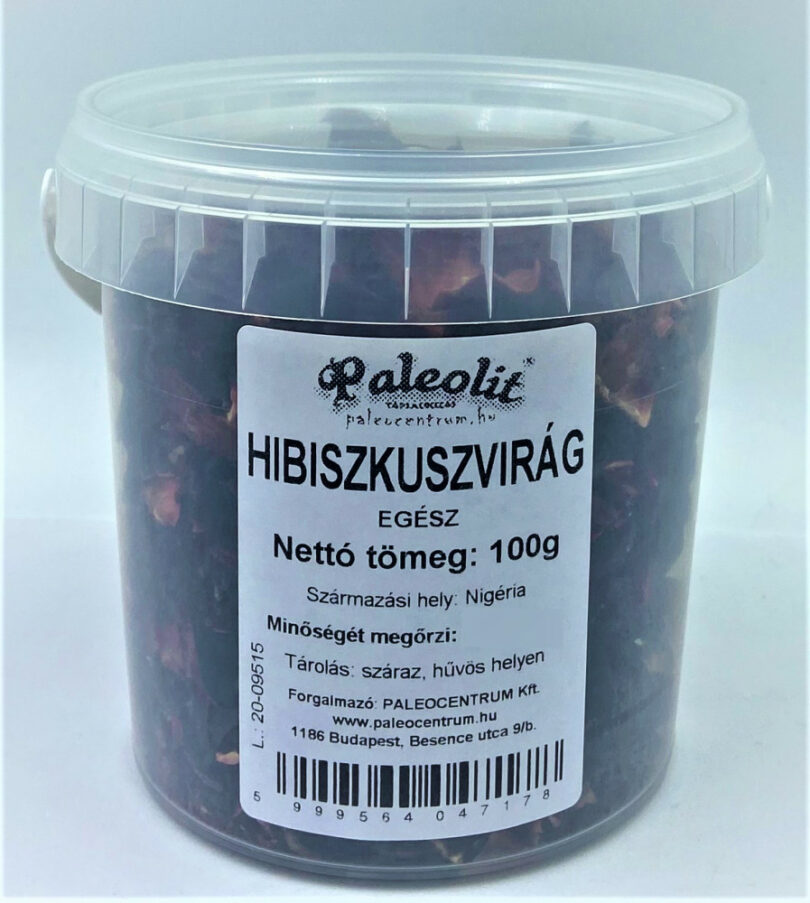 Paleolit
TÁPLÁLKOZÁS
paleocentrum.hu
HIBISZKUSZVIRÁG
EGÉSZ
Nettó tömeg: 100g
Származási hely: Nigéria
Minőségét megőrzi:
Tárolás: száraz, hűvös helyen
Forgalmazó: PALEOCENTRUM Kft.
www.paleocentrum.hu
1186 Budapest, Besence utca 9/b.
L.: 20-09515
5 999564 047178